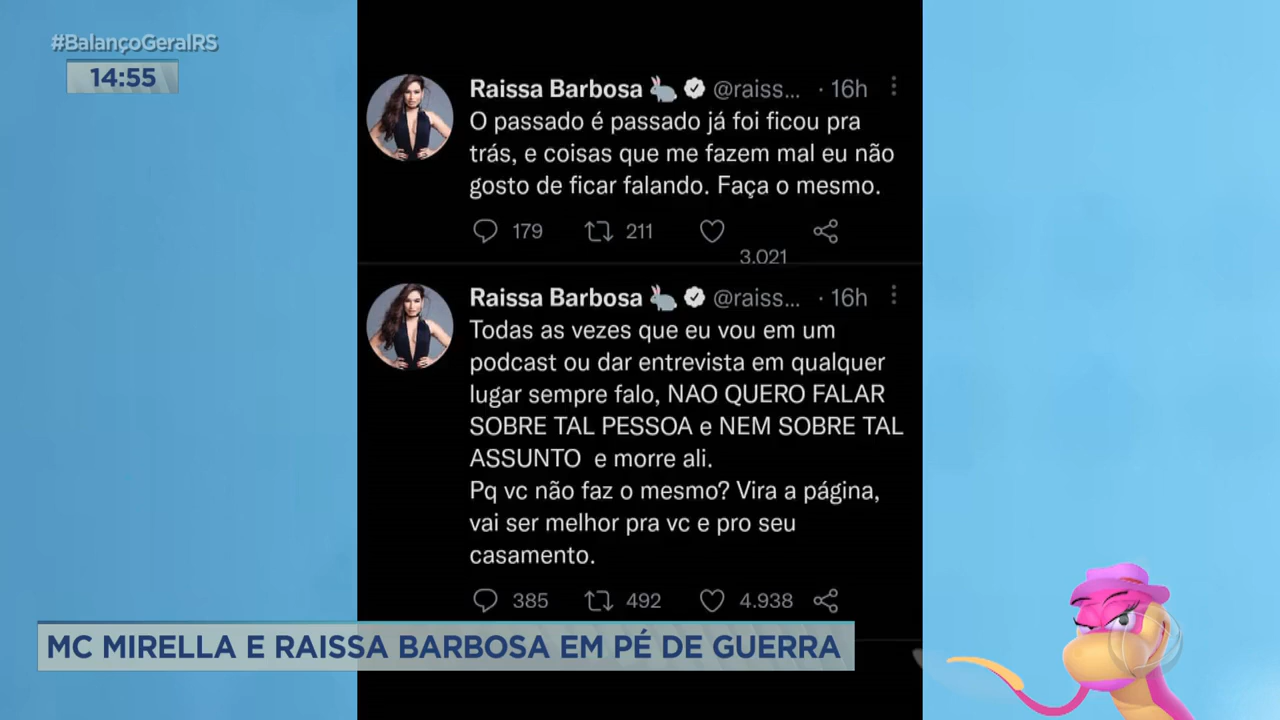 #BalançoGeralRS
14:55
Raissa Barbosa 🐇 @raiss... · 16h
O passado é passado já foi ficou pra
trás, e coisas que me fazem mal eu não
gosto de ficar falando. Faça o mesmo.
179 211 3.021
Raissa Barbosa 🐇 @raiss... · 16h
Todas as vezes que eu vou em um
podcast ou dar entrevista em qualquer
lugar sempre falo, NAO QUERO FALAR
SOBRE TAL PESSOA e NEM SOBRE TAL
ASSUNTO e morre ali.
Pq vc não faz o mesmo? Vira a página,
vai ser melhor pra vc e pro seu
casamento.
385 492 4.938
MC MIRELLA E RAISSA BARBOSA EM PÉ DE GUERRA